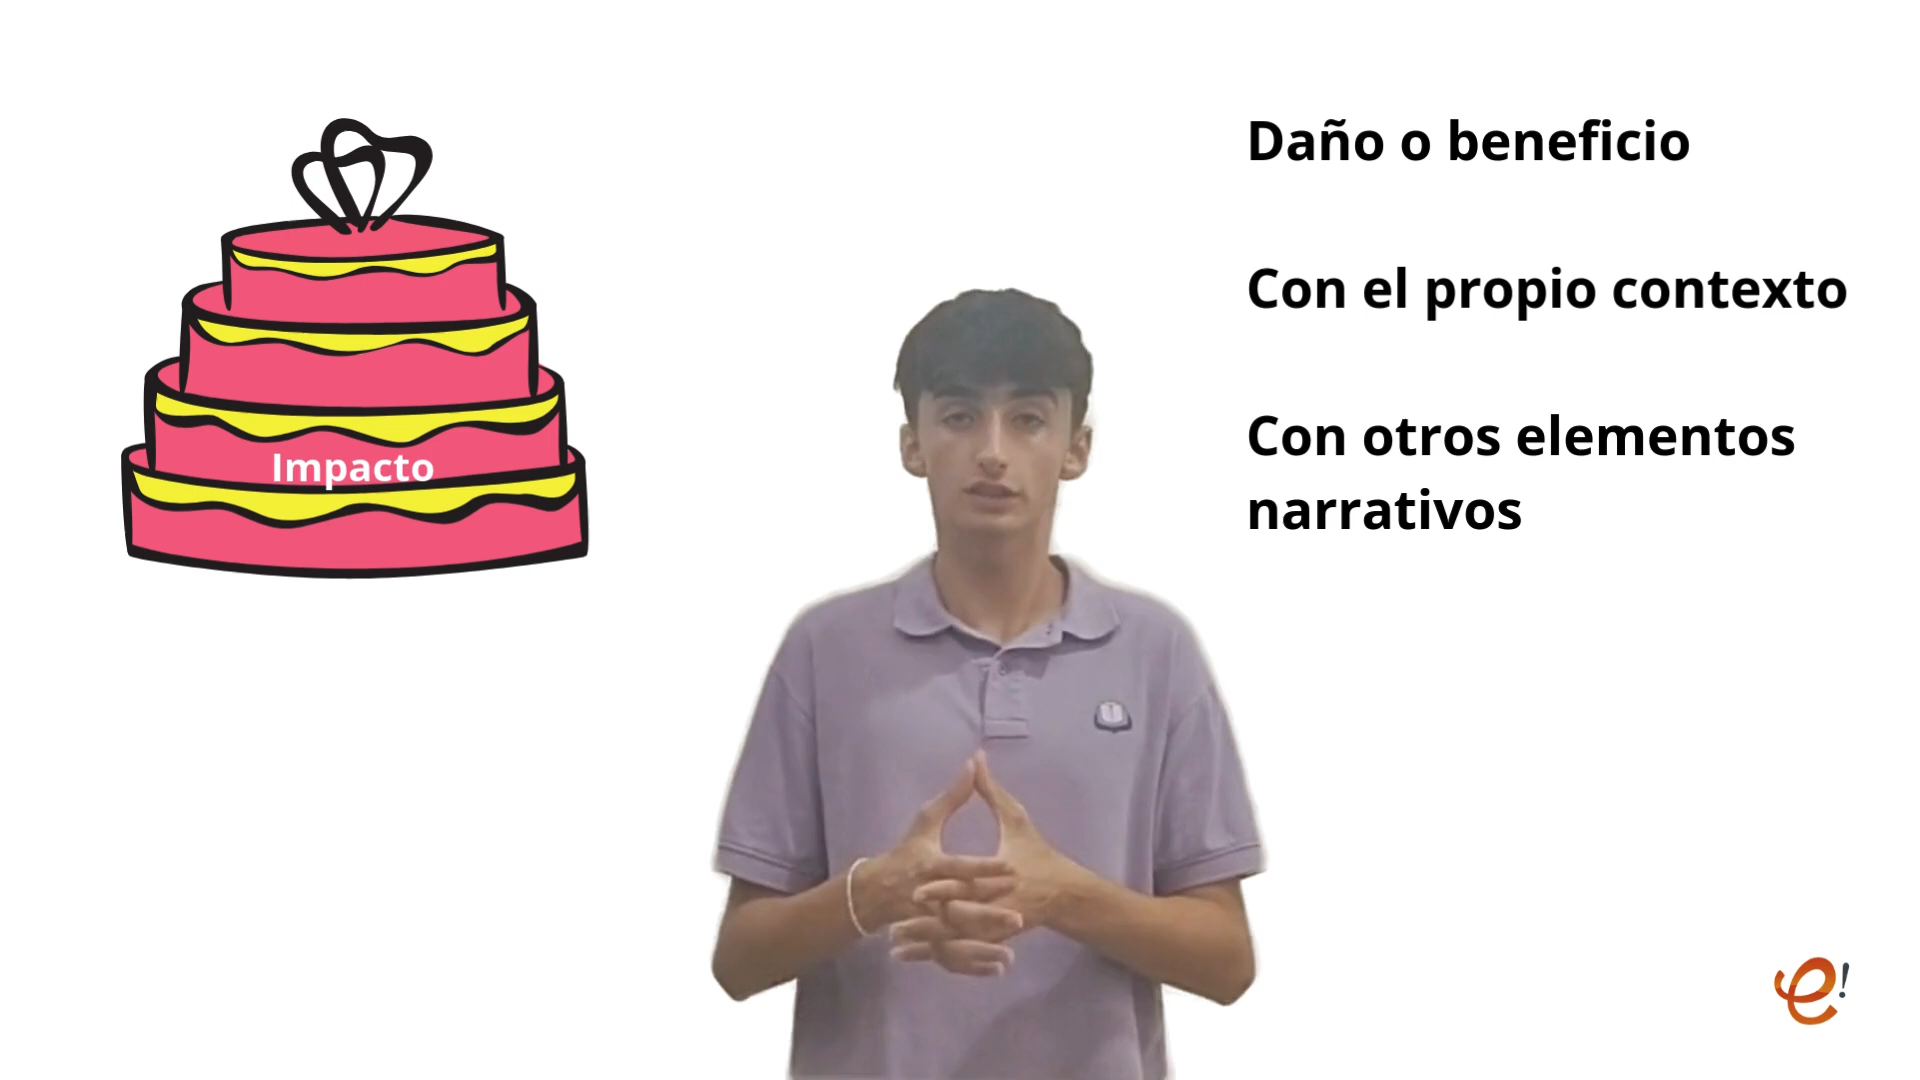 Impacto
Daño o beneficio
Con el propio contexto
Con otros elementos
narrativos
e!